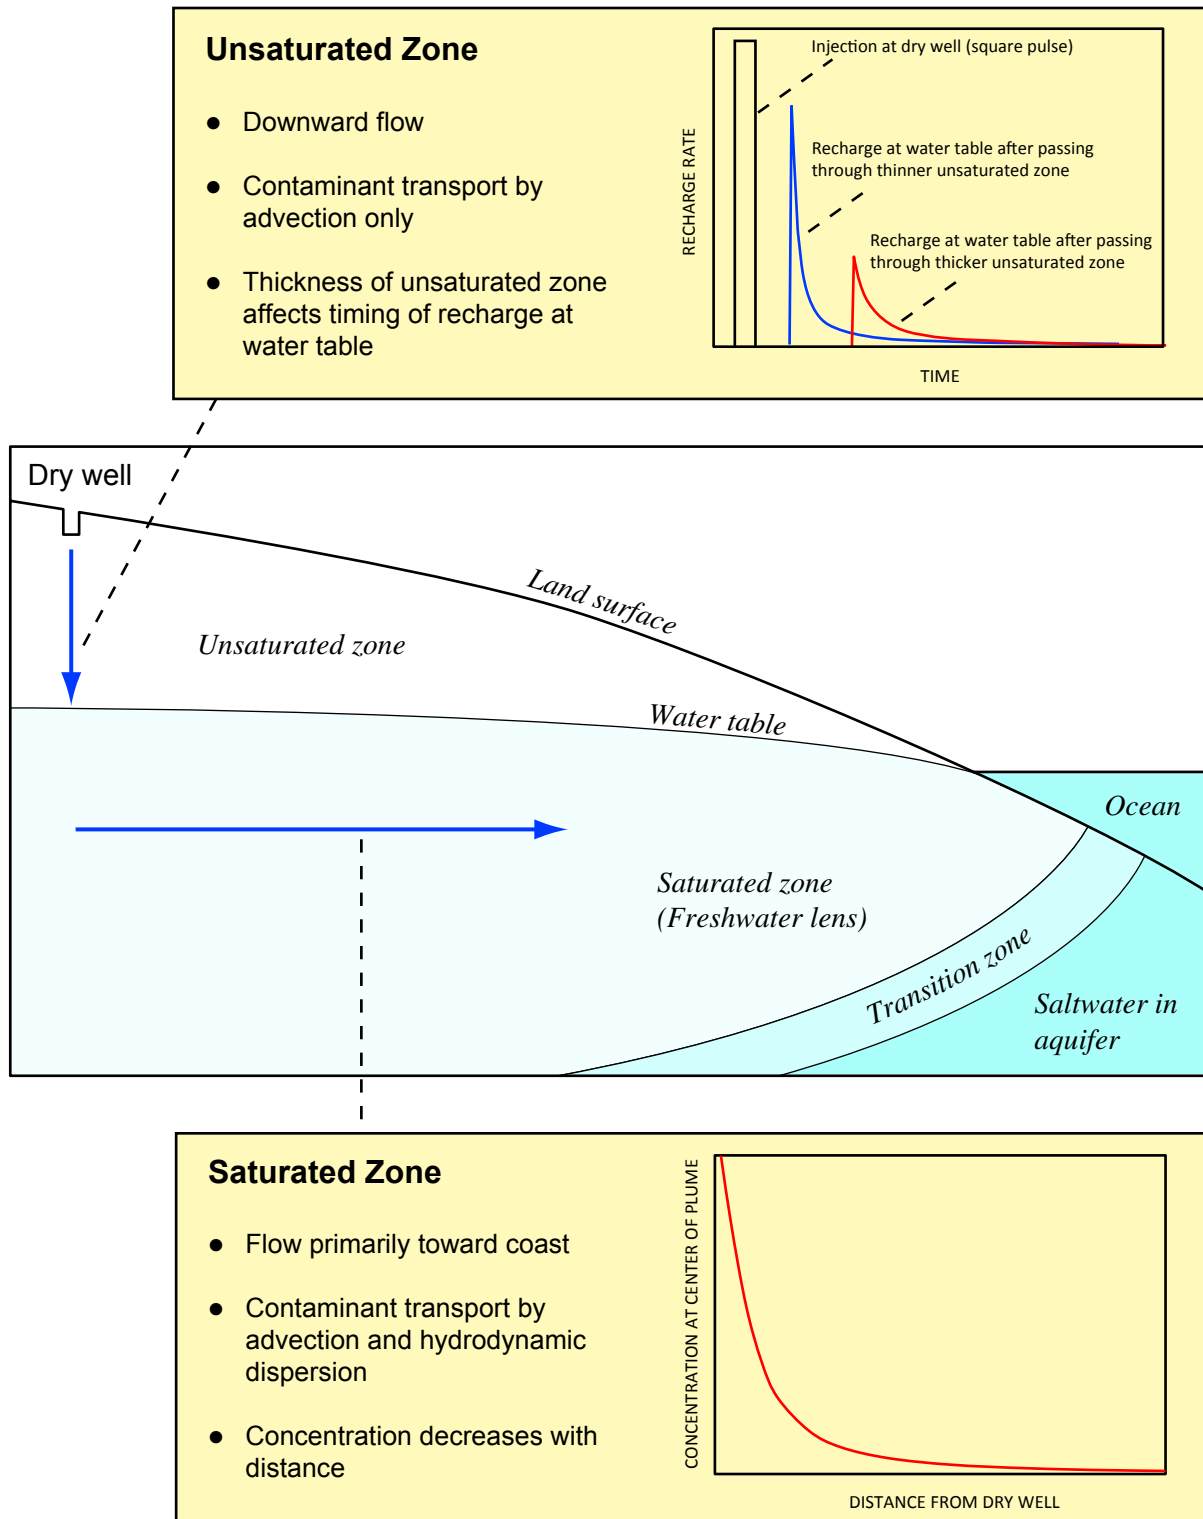 Unsaturated Zone
● Downward flow
● Contaminant transport by
advection only
● Thickness of unsaturated zone
affects timing of recharge at
water table
RECHARGE RATE
Injection at dry well (square pulse)
Recharge at water table after passing
through thinner unsaturated zone
Recharge at water table after passing
through thicker unsaturated zone
TIME
Dry well
Land surface
Unsaturated zone
Water table
Ocean
Saturated zone
(Freshwater lens)
Transition zone
Saltwater in
aquifer
Saturated Zone
● Flow primarily toward coast
● Contaminant transport by
advection and hydrodynamic
dispersion
● Concentration decreases with
distance
CONCENTRATION AT CENTER OF PLUME
DISTANCE FROM DRY WELL